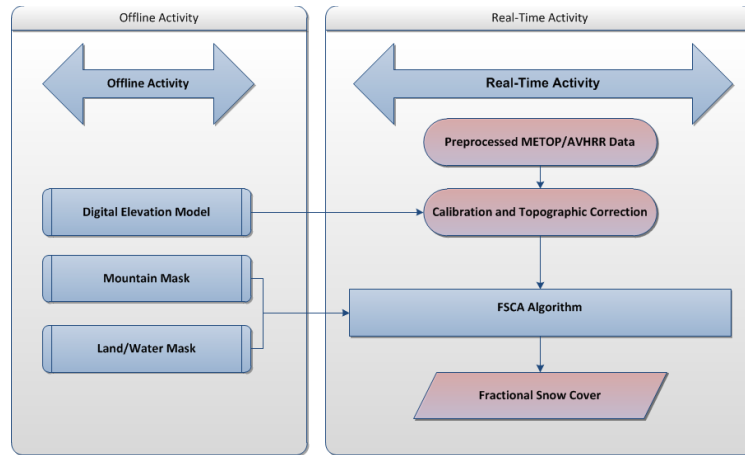 Offline Activity
Real-Time Activity
Offline Activity
Real-Time Activity
Preprocessed METOP/AVHRR Data
Digital Elevation Model
Calibration and Topographic Correction
Mountain Mask
FSCA Algorithm
Land/Water Mask
Fractional Snow Cover